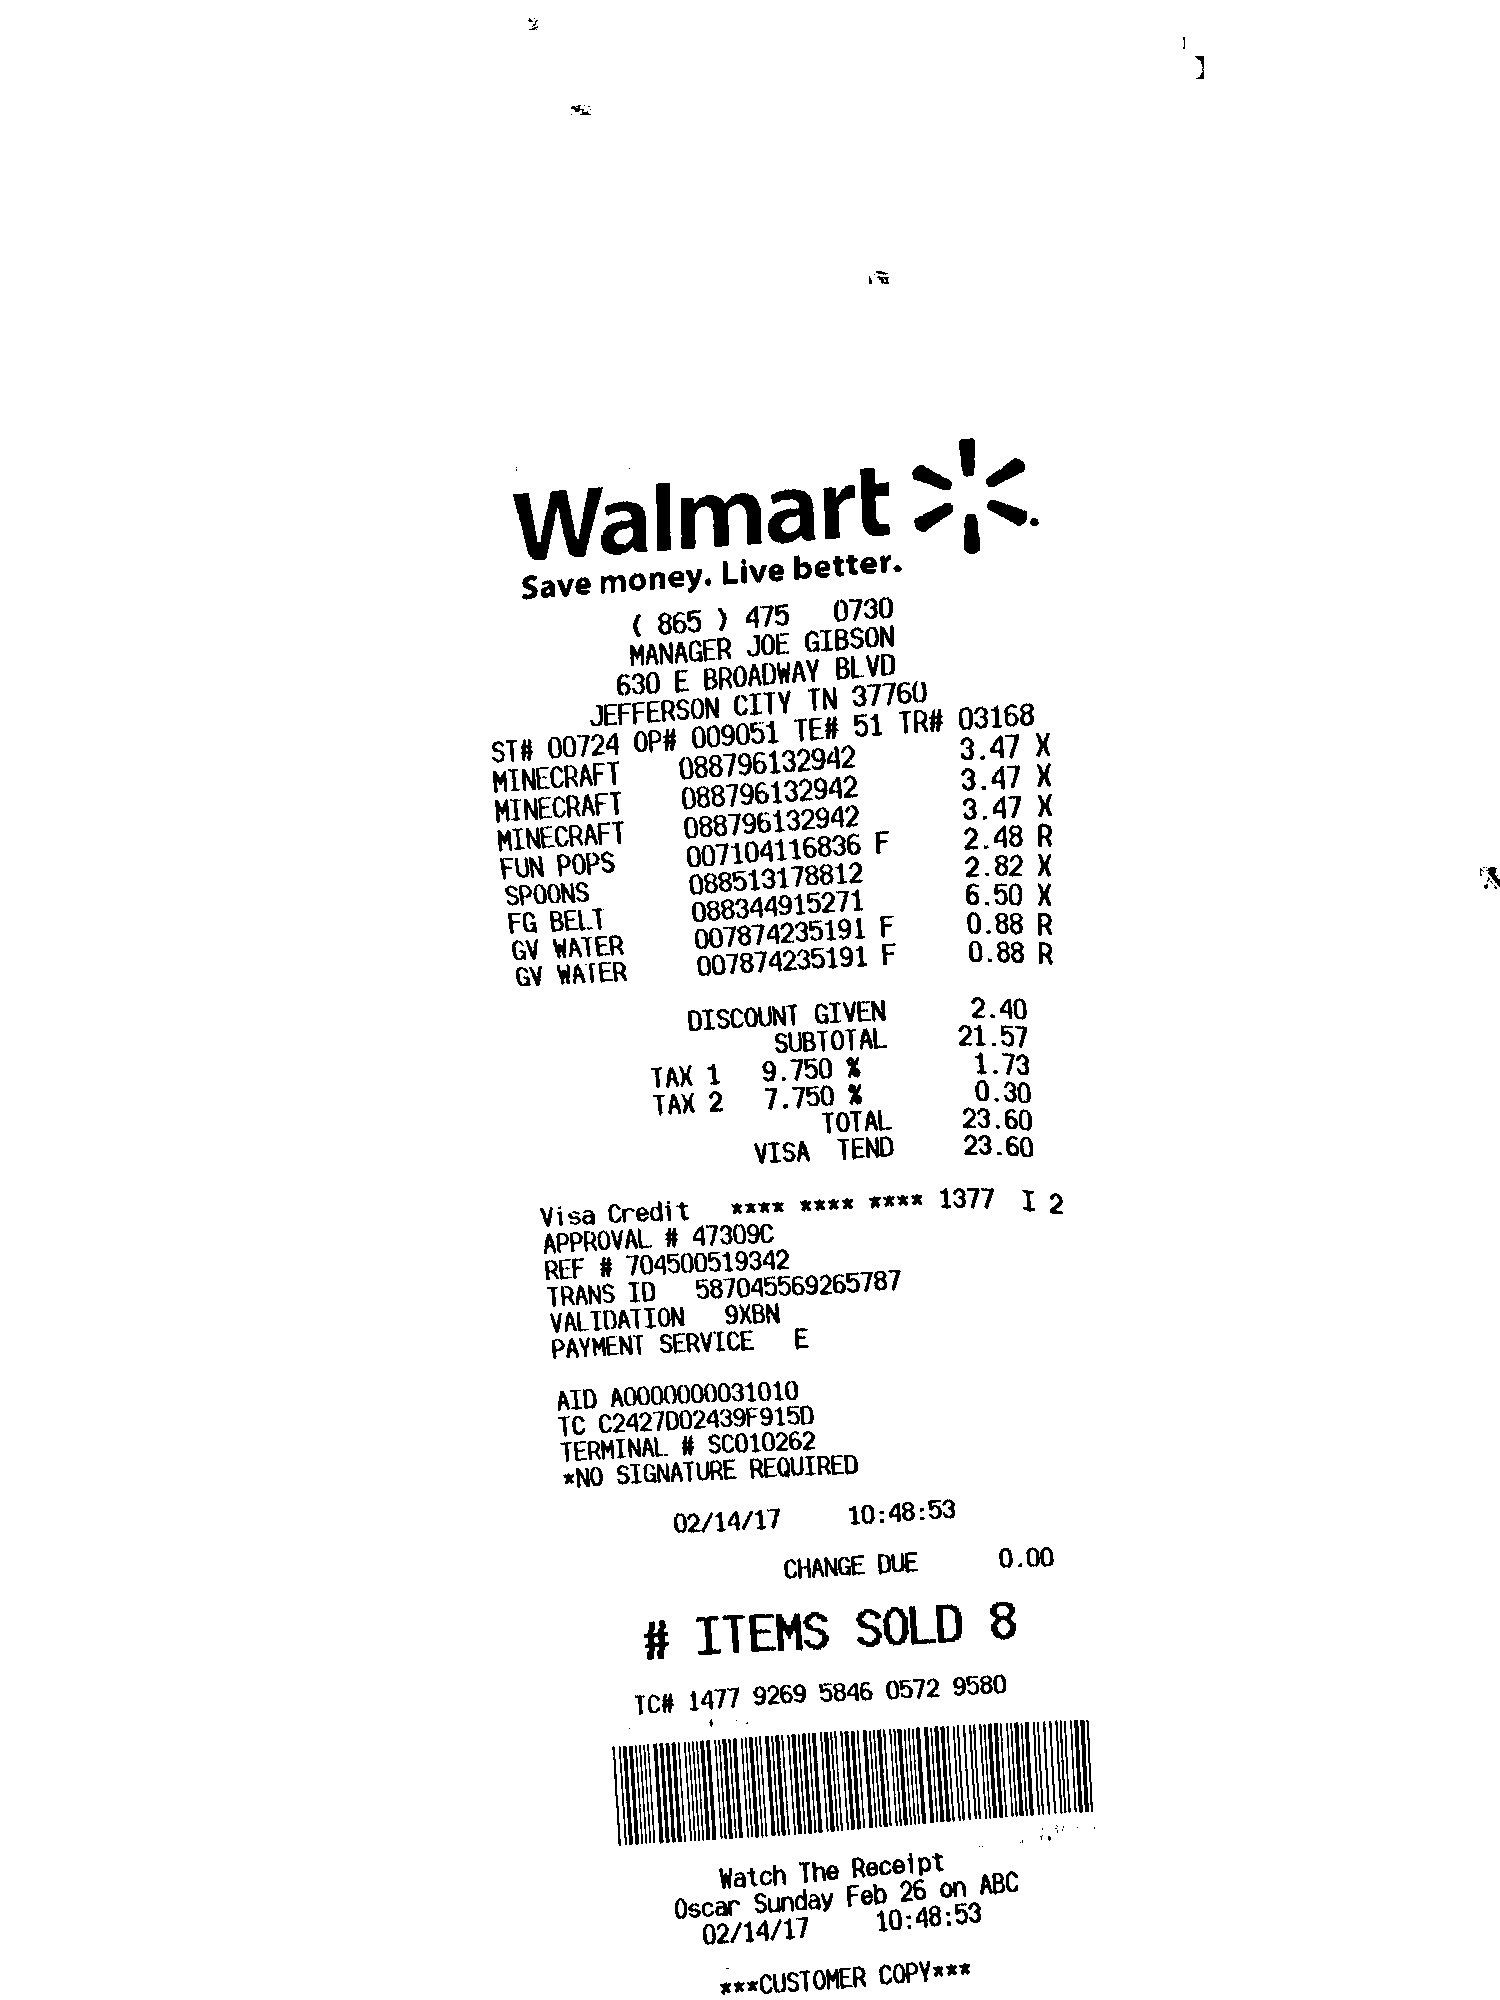 Walmart
Save money. Live better.
( 865 ) 475 0730
MANAGER JOE GIBSON
630 E BROADWAY BLVD
JEFFERSON CITY TN 37760
ST# 00724 OP# 009051 TE# 51 TR# 03168
MINECRAFT 088796132942 3.47 X
MINECRAFT 088796132942 3.47 X
MINECRAFT 088796132942 3.47 X
FUN POPS 007104116836 F 2.48 R
SPOONS 088513178812 2.82 X
FG BELT 088344915271 6.50 X
GV WATER 007874235191 F 0.88 R
GV WATER 007874235191 F 0.88 R
DISCOUNT GIVEN 2.40
SUBTOTAL 21.57
TAX 1 9.750 % 1.73
TAX 2 7.750 % 0.30
TOTAL 23.60
VISA TEND 23.60
Visa Credit **** **** **** 1377 I 2
APPROVAL # 47309C
REF # 704500519342
TRANS ID 587045569265787
VALIDATION 9XBN
PAYMENT SERVICE E
AID A0000000031010
TC C2427D02439F915D
TERMINAL # SC010262
*NO SIGNATURE REQUIRED
02/14/17 10:48:53
CHANGE DUE 0.00
# ITEMS SOLD 8
TC# 1477 9269 5846 0572 9580
Watch The Receipt
Oscar Sunday Feb 26 on ABC
02/14/17 10:48:53
***CUSTOMER COPY***